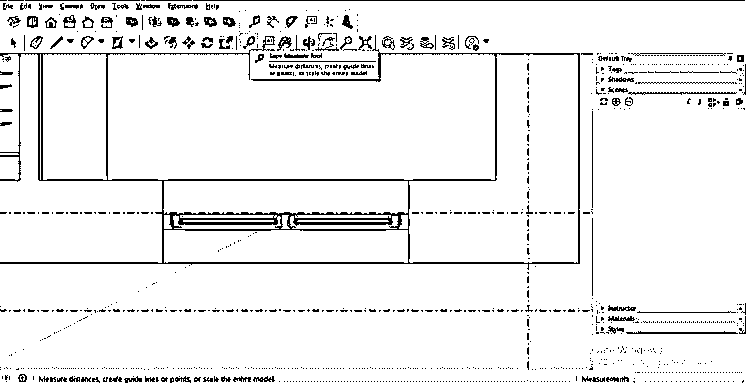 File Edit View Camera Draw Tools Window Extensions Help
Tape Measure Tool
Measure distances, create guide lines
or points, or scale the entire model.
Top
Default Tray
Tags
Shadows
Scenes
Instructor
Materials
Styles
Measure distances, create guide lines or points, or scale the entire model.
Measurements